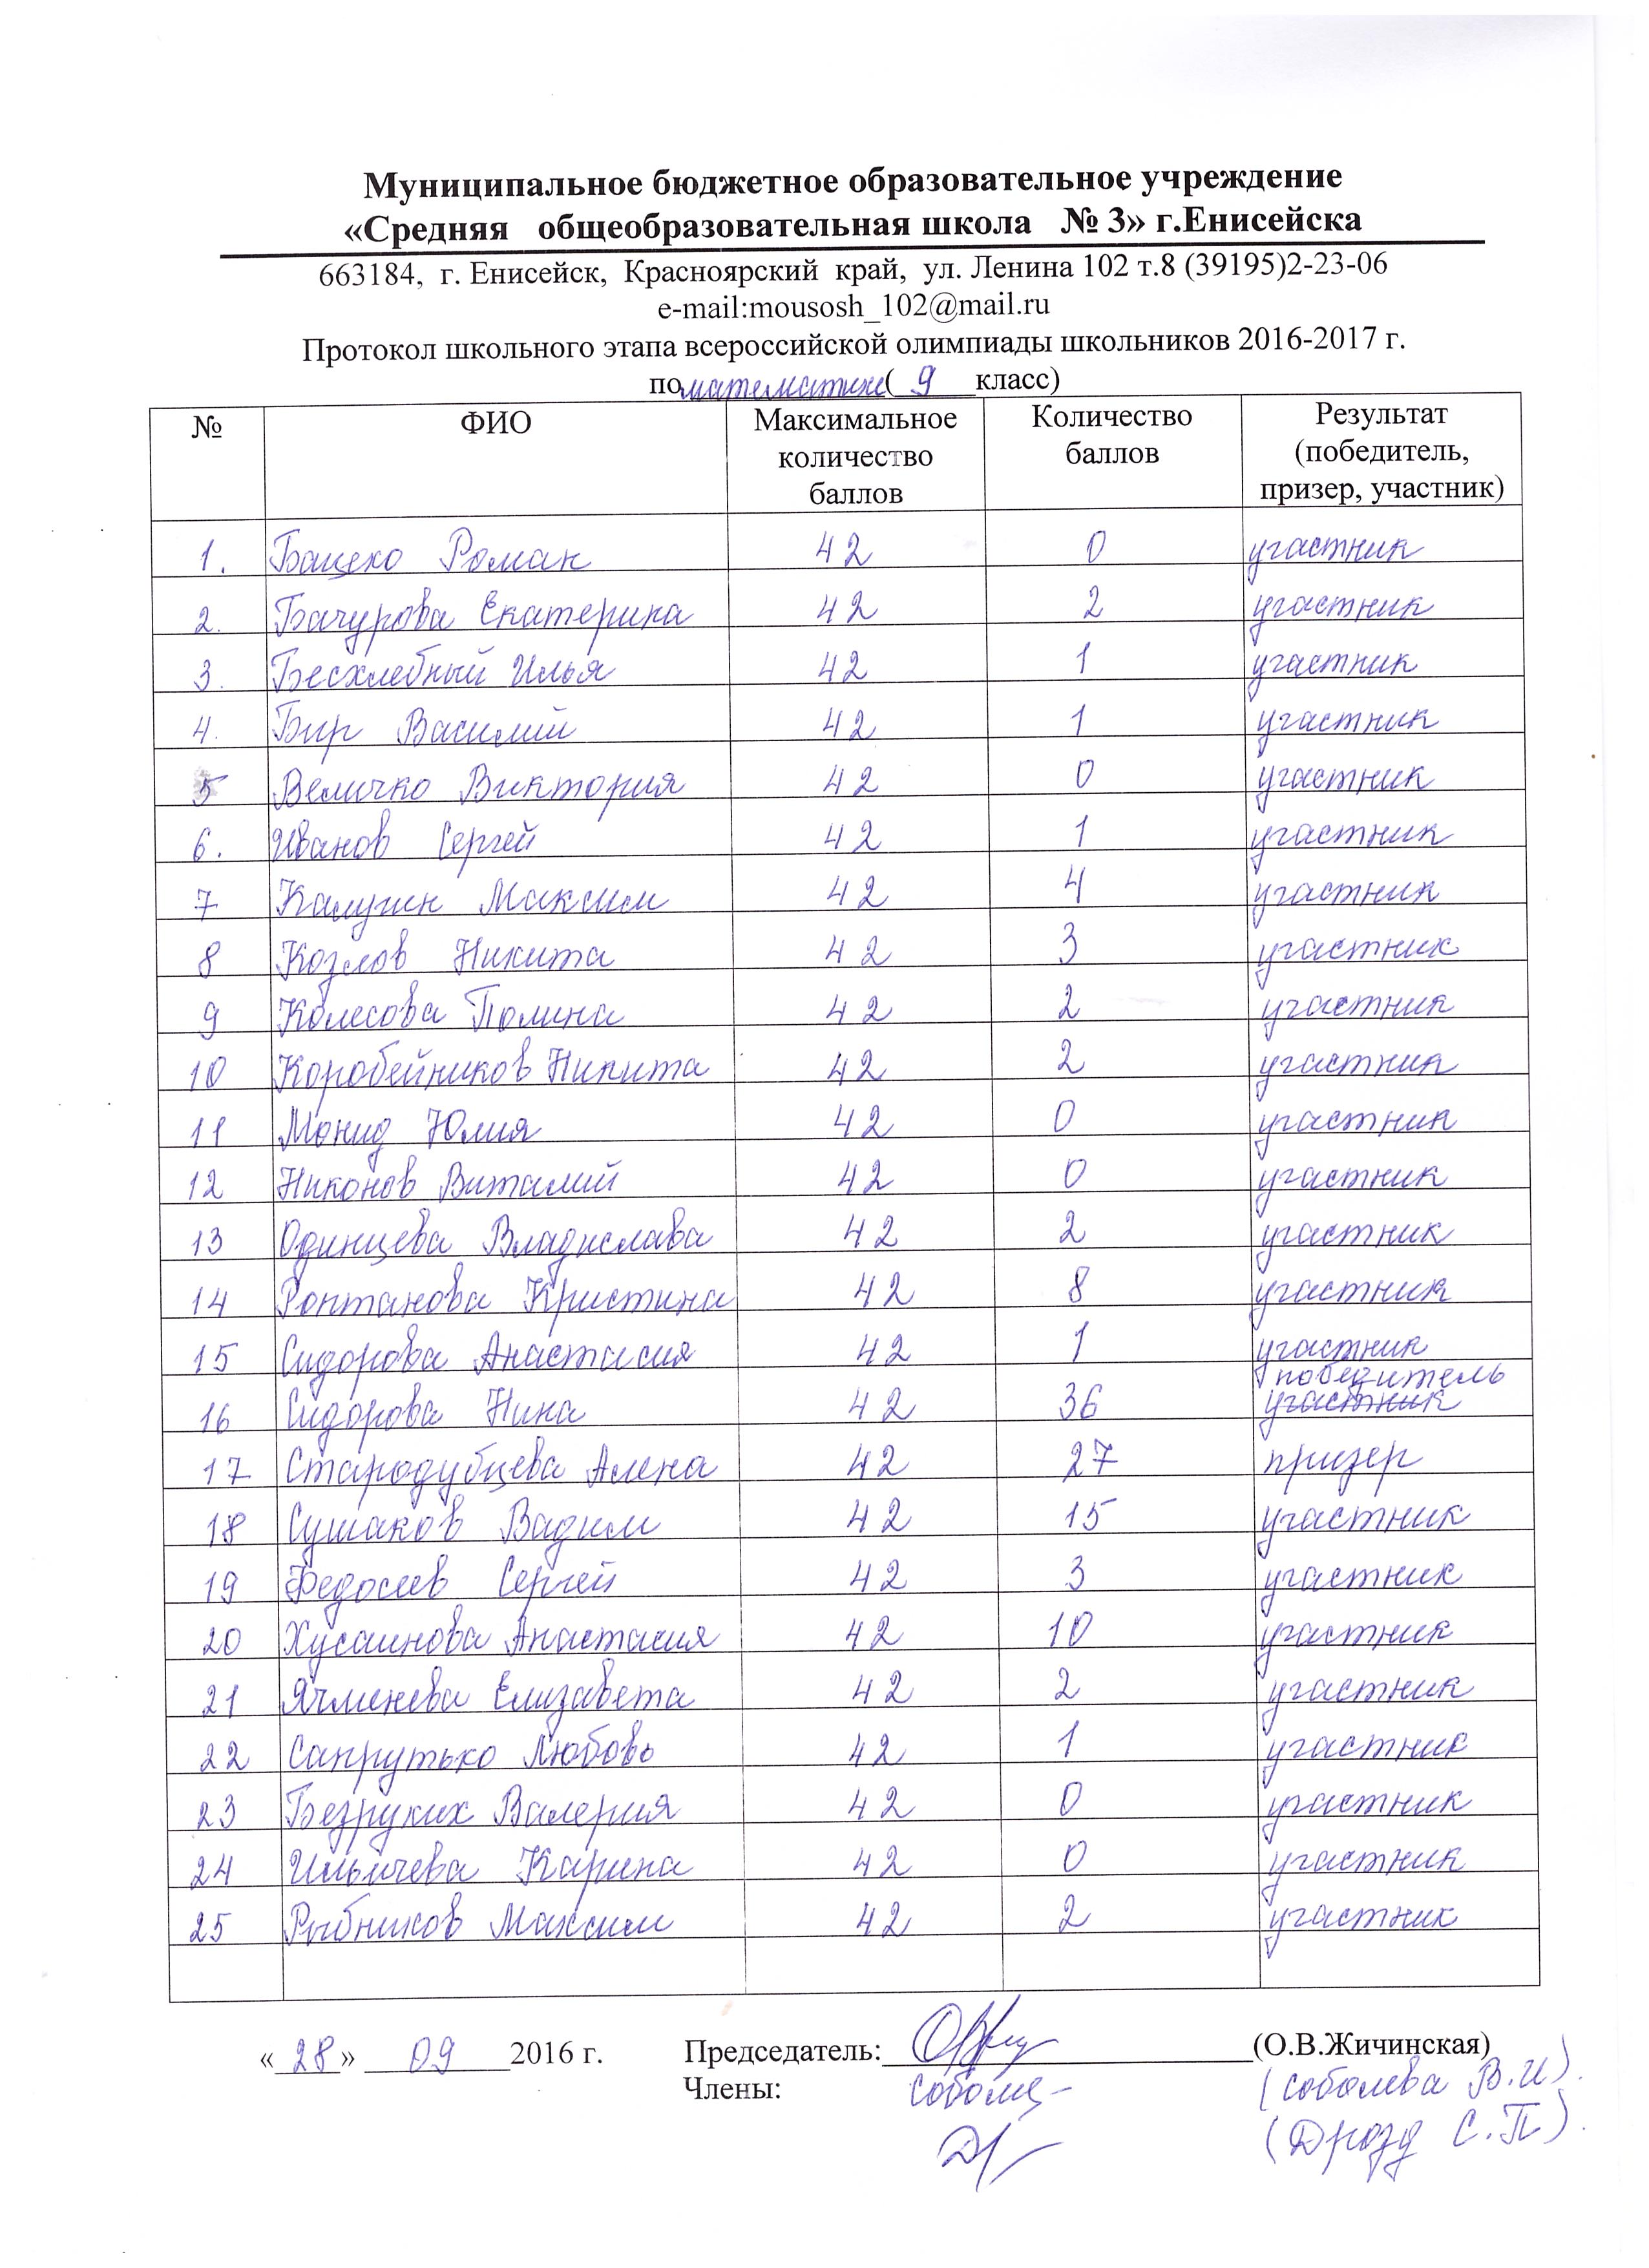 Муниципальное бюджетное образовательное учреждение
«Средняя общеобразовательная школа № 3» г.Енисейска
663184, г. Енисейск, Красноярский край, ул. Ленина 102 т.8 (39195)2-23-06
e-mail:mousosh_102@mail.ru
Протокол школьного этапа всероссийской олимпиады школьников 2016-2017 г.
по математике ( 9 класс)
№ ФИО Максимальное количество баллов Количество баллов Результат (победитель, призер, участник)
1. Бацеко Роман 42 0 участник
2. Бачурова Екатерина 42 2 участник
3. Бесхлебный Илья 42 1 участник
4. Бир Василий 42 1 участник
5 Величко Виктория 42 0 участник
6. Иванов Сергей 42 1 участник
7 Калугин Максим 42 4 участник
8 Козлов Никита 42 3 участник
9 Колесова Полина 42 2 участник
10 Коробейников Никита 42 2 участник
11 Монид Юлия 42 0 участник
12 Никонов Виталий 42 0 участник
13 Одинцева Владислава 42 2 участник
14 Роптанова Кристина 42 8 участник
15 Сидорова Анастасия 42 1 участник
16 Сидорова Нина 42 36 победитель участник
17 Стародубцева Алена 42 27 призер
18 Сушаков Вадим 42 15 участник
19 Федосеев Сергей 42 3 участник
20 Хусаинова Анастасия 42 10 участник
21 Ячменева Елизавета 42 2 участник
22 Сапрутько Любовь 42 1 участник
23 Безруких Валерия 42 0 участник
24 Ильичева Карина 42 0 участник
25 Рыбников Максим 42 2 участник
«28» 09 2016 г. Председатель: (О.В.Жичинская)
Члены: (Соболева В.И).
(Дрозд С.П).